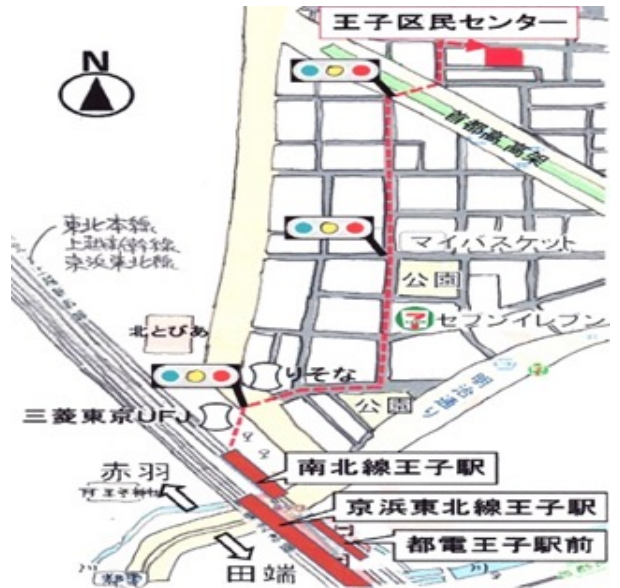 王子区民センター
N
首都高、高架
東北本線
上越新幹線
京浜東北線
マイバスケット
公園
セブンイレブン
北とぴあ
りそな
明治通り
公園
三菱東京UFJ
南北線王子駅
赤羽
京浜東北線王子駅
都電王子駅前
田端
都電